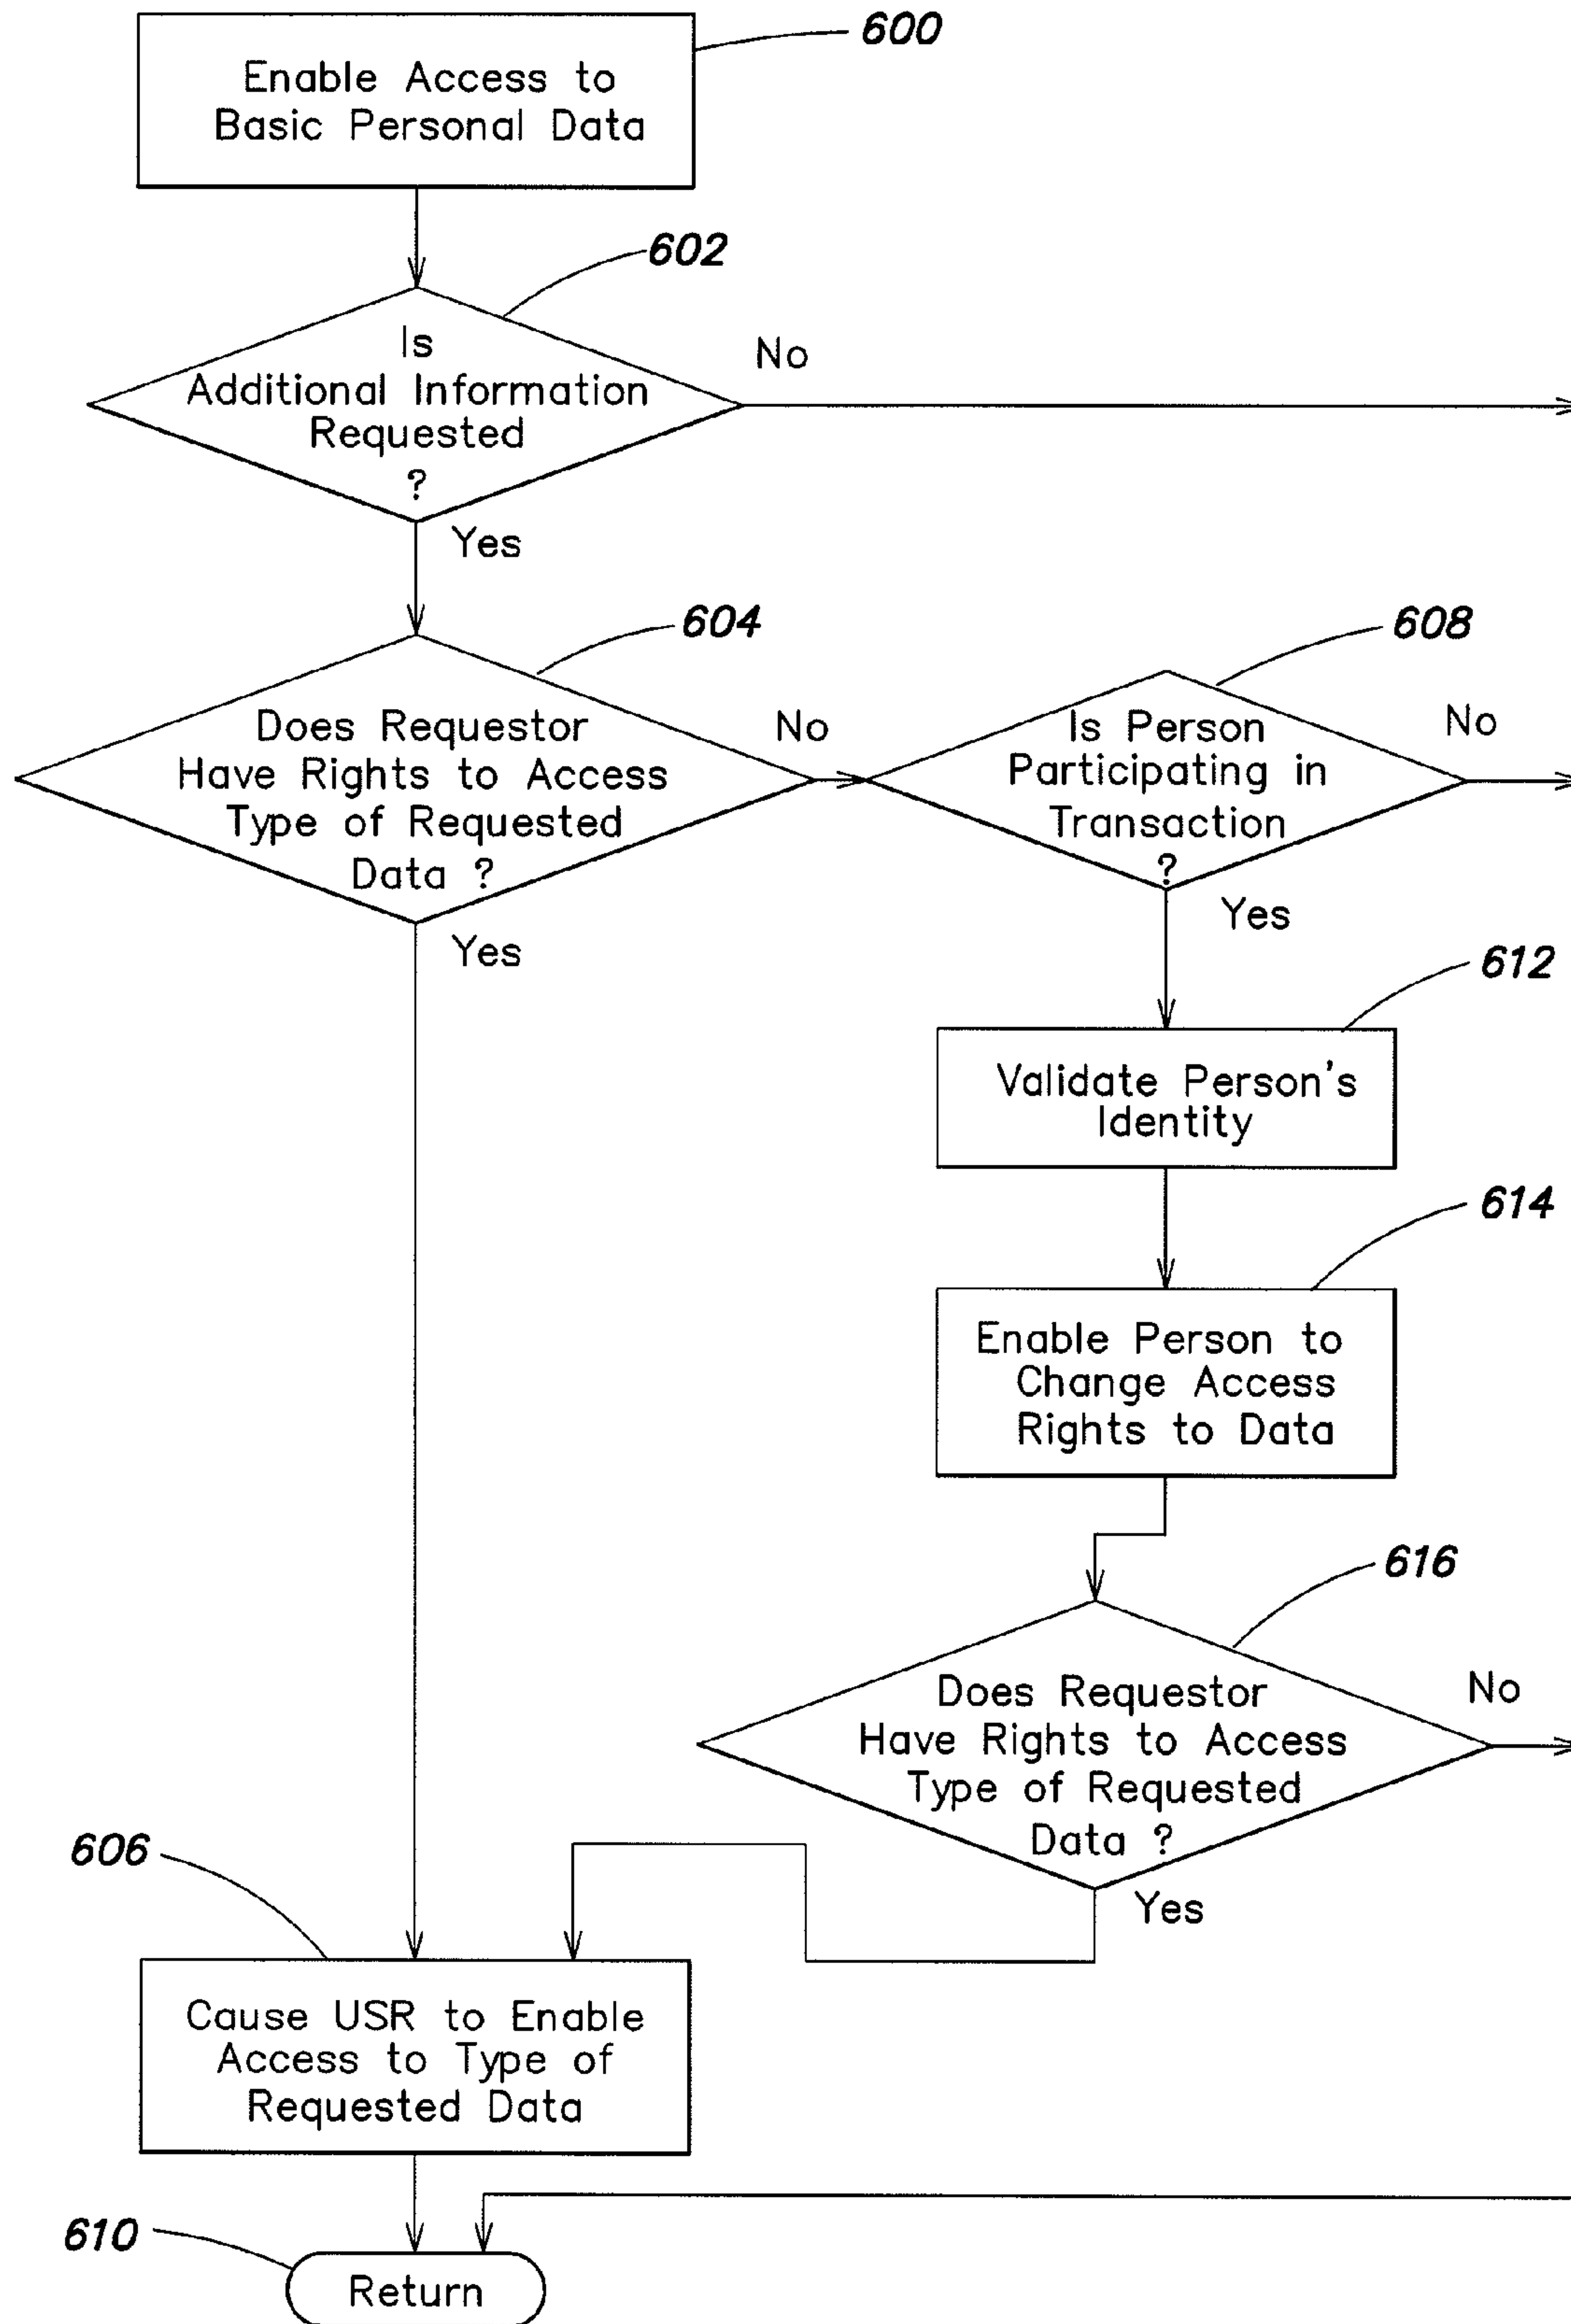 600
Enable Access to
Basic Personal Data
602
Is
Additional Information
Requested
?
No
Yes
604
Does Requestor
Have Rights to Access
Type of Requested
Data ?
No
Yes
608
Is Person
Participating in
Transaction
?
No
Yes
612
Validate Person's
Identity
614
Enable Person to
Change Access
Rights to Data
616
Does Requestor
Have Rights to Access
Type of Requested
Data ?
No
Yes
606
Cause USR to Enable
Access to Type of
Requested Data
610
Return